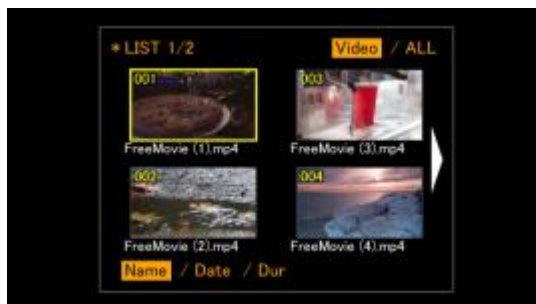 * LIST 1/2
Video / ALL
001
003
FreeMovie (1).mp4
FreeMovie (3).mp4
002
004
FreeMovie (2).mp4
FreeMovie (4).mp4
Name / Date / Dur